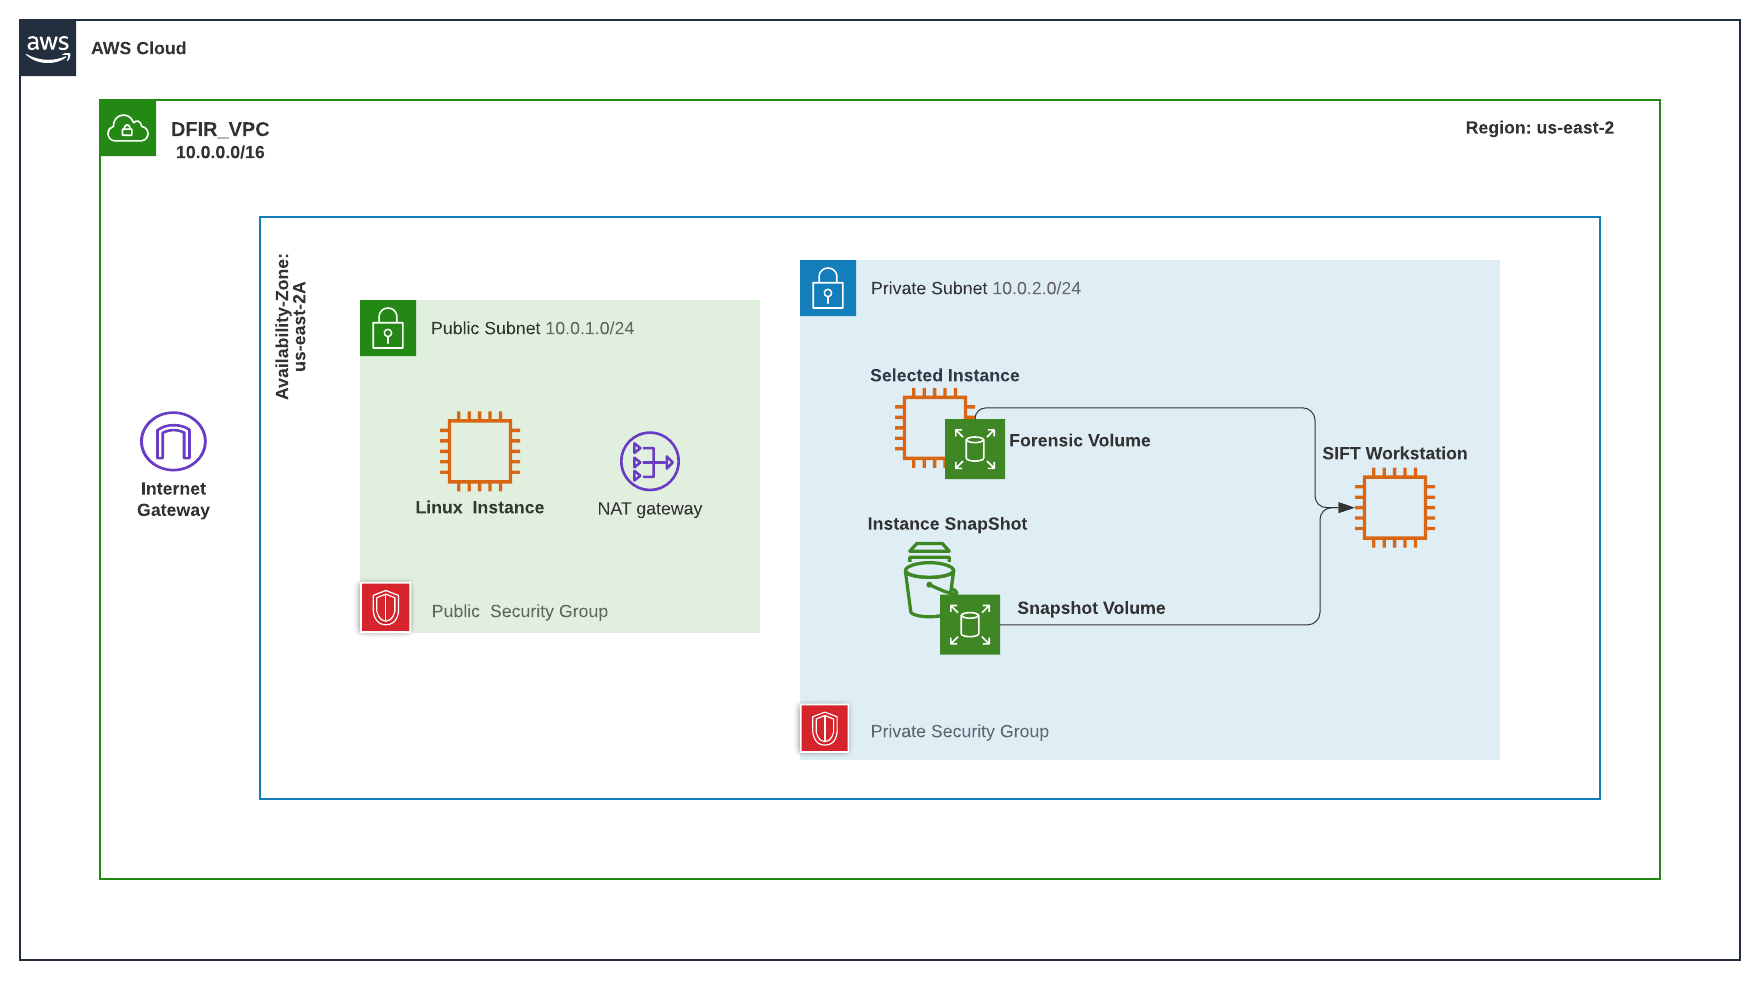 aws
AWS Cloud
DFIR_VPC
10.0.0.0/16
Region: us-east-2
Availability-Zone:
us-east-2A
Public Subnet 10.0.1.0/24
Private Subnet 10.0.2.0/24
Selected Instance
Forensic Volume
SIFT Workstation
Internet
Gateway
Linux  Instance
NAT gateway
Instance SnapShot
Snapshot Volume
Public  Security Group
Private Security Group